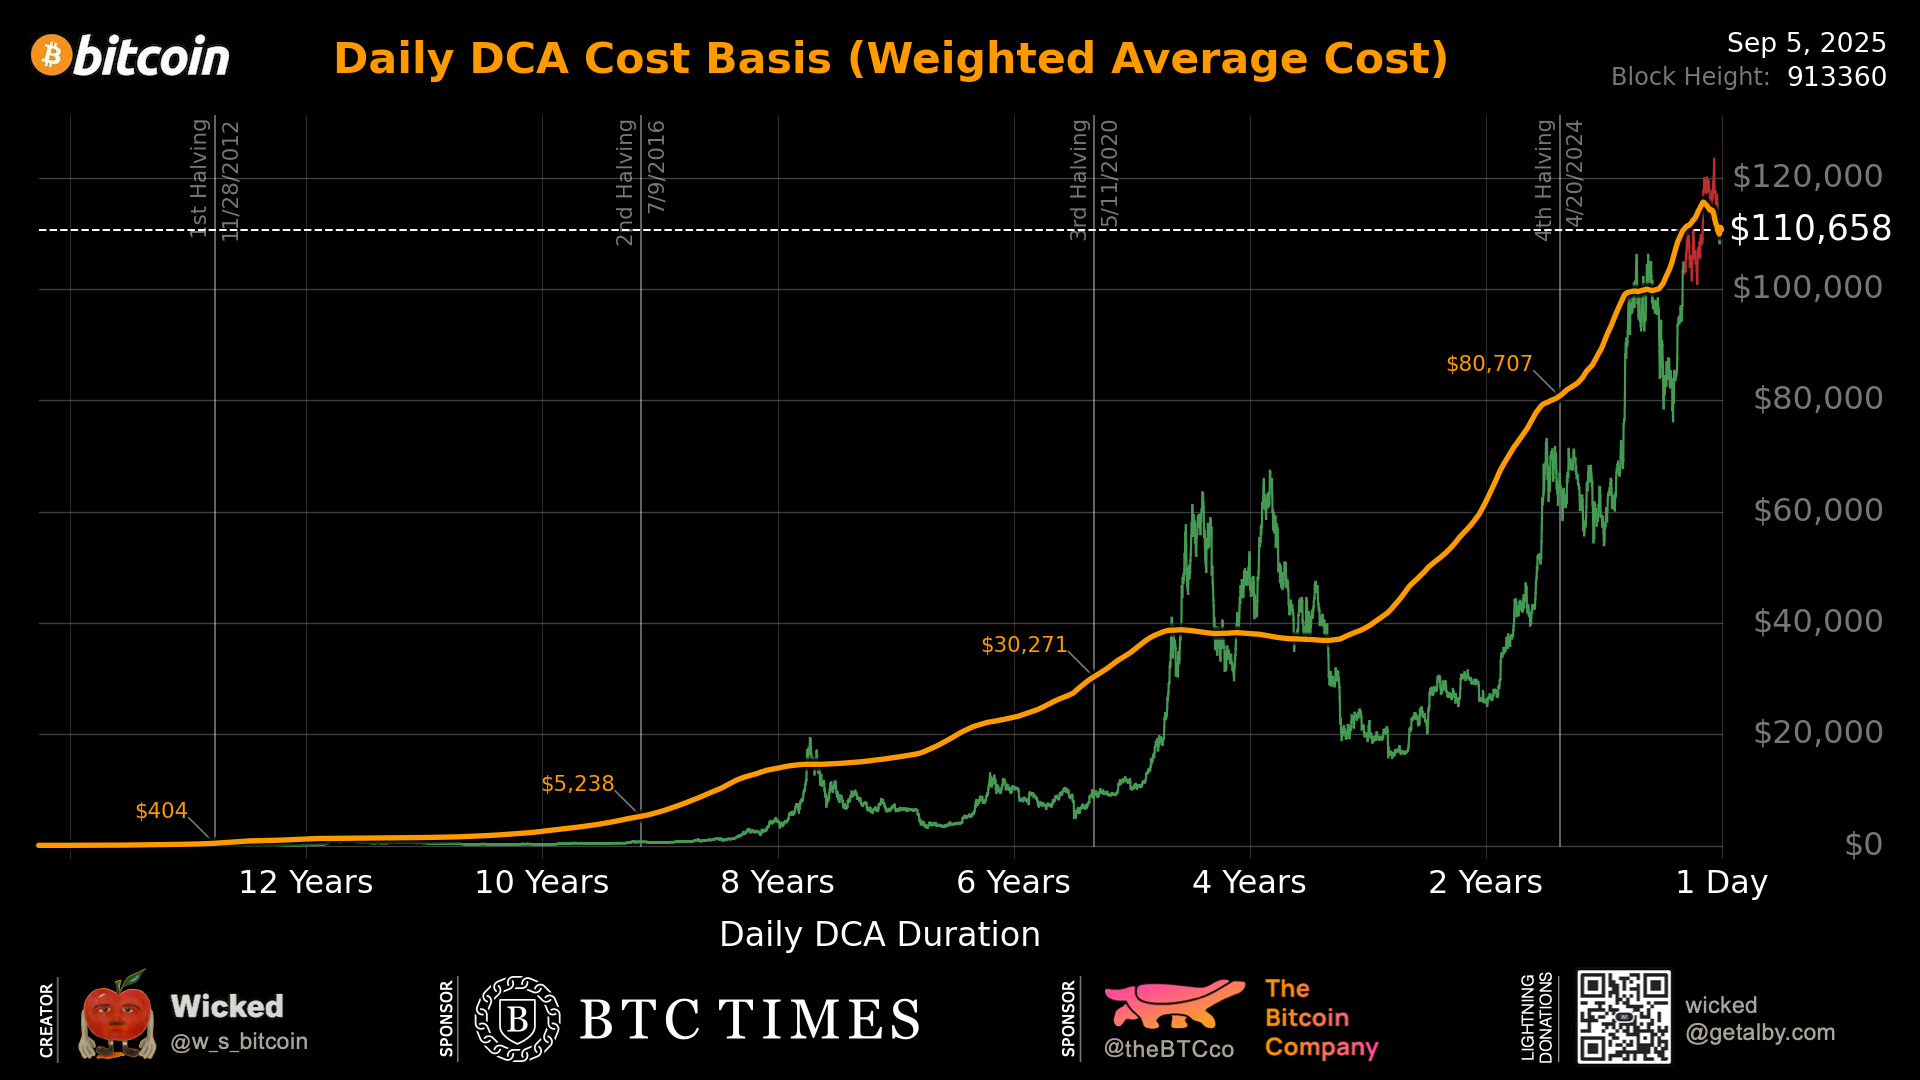 bitcoin
Daily DCA Cost Basis (Weighted Average Cost)
Sep 5, 2025
Block Height: 913360
1st Halving
11/28/2012
2nd Halving
7/9/2016
3rd Halving
5/11/2020
4th Halving
4/20/2024
$120,000
$110,658
$100,000
$80,000
$60,000
$40,000
$20,000
$0
$404
$5,238
$30,271
$80,707
12 Years
10 Years
8 Years
6 Years
4 Years
2 Years
1 Day
Daily DCA Duration
CREATOR
Wicked
@w_s_bitcoin
SPONSOR
B
BTC TIMES
SPONSOR
@theBTCco
The
Bitcoin
Company
LIGHTNING
DONATIONS
wicked
@getalby.com